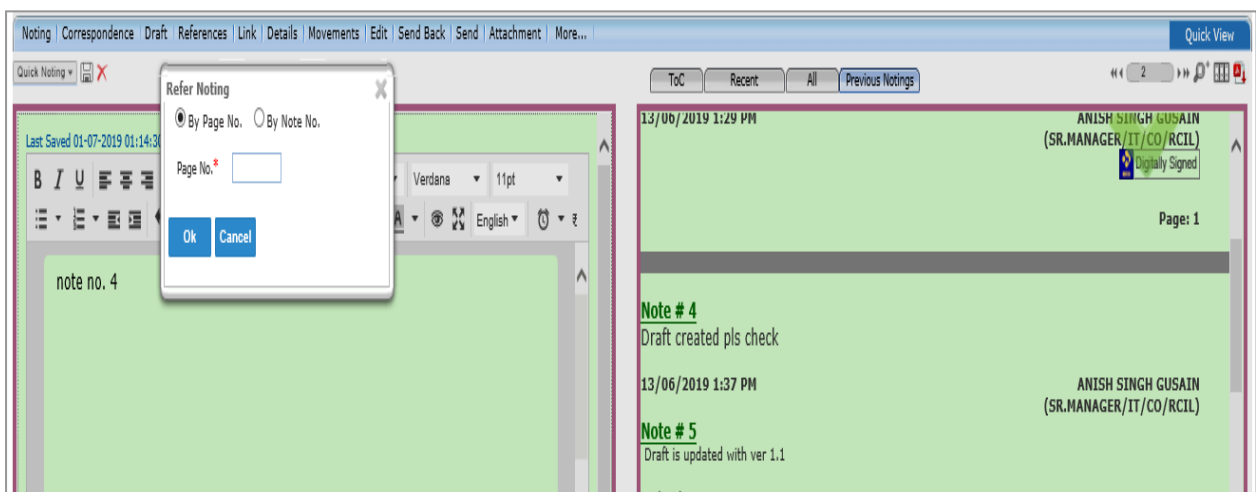 Noting | Correspondence | Draft | References | Link | Details | Movements | Edit | Send Back | Send | Attachment | More... |
Quick View
Quick Noting
ToC
Recent
All
Previous Notings
2
Refer Noting
By Page No.
By Note No.
Page No.*
Ok
Cancel
Last Saved 01-07-2019 01:14:30
B I U
Verdana
11pt
A
English
₹
note no. 4
13/06/2019 1:29 PM
ANISH SINGH GUSAIN
(SR.MANAGER/IT/CO/RCIL)
Digitally Signed
Page: 1
Note # 4
Draft created pls check
13/06/2019 1:37 PM
ANISH SINGH GUSAIN
(SR.MANAGER/IT/CO/RCIL)
Note # 5
Draft is updated with ver 1.1